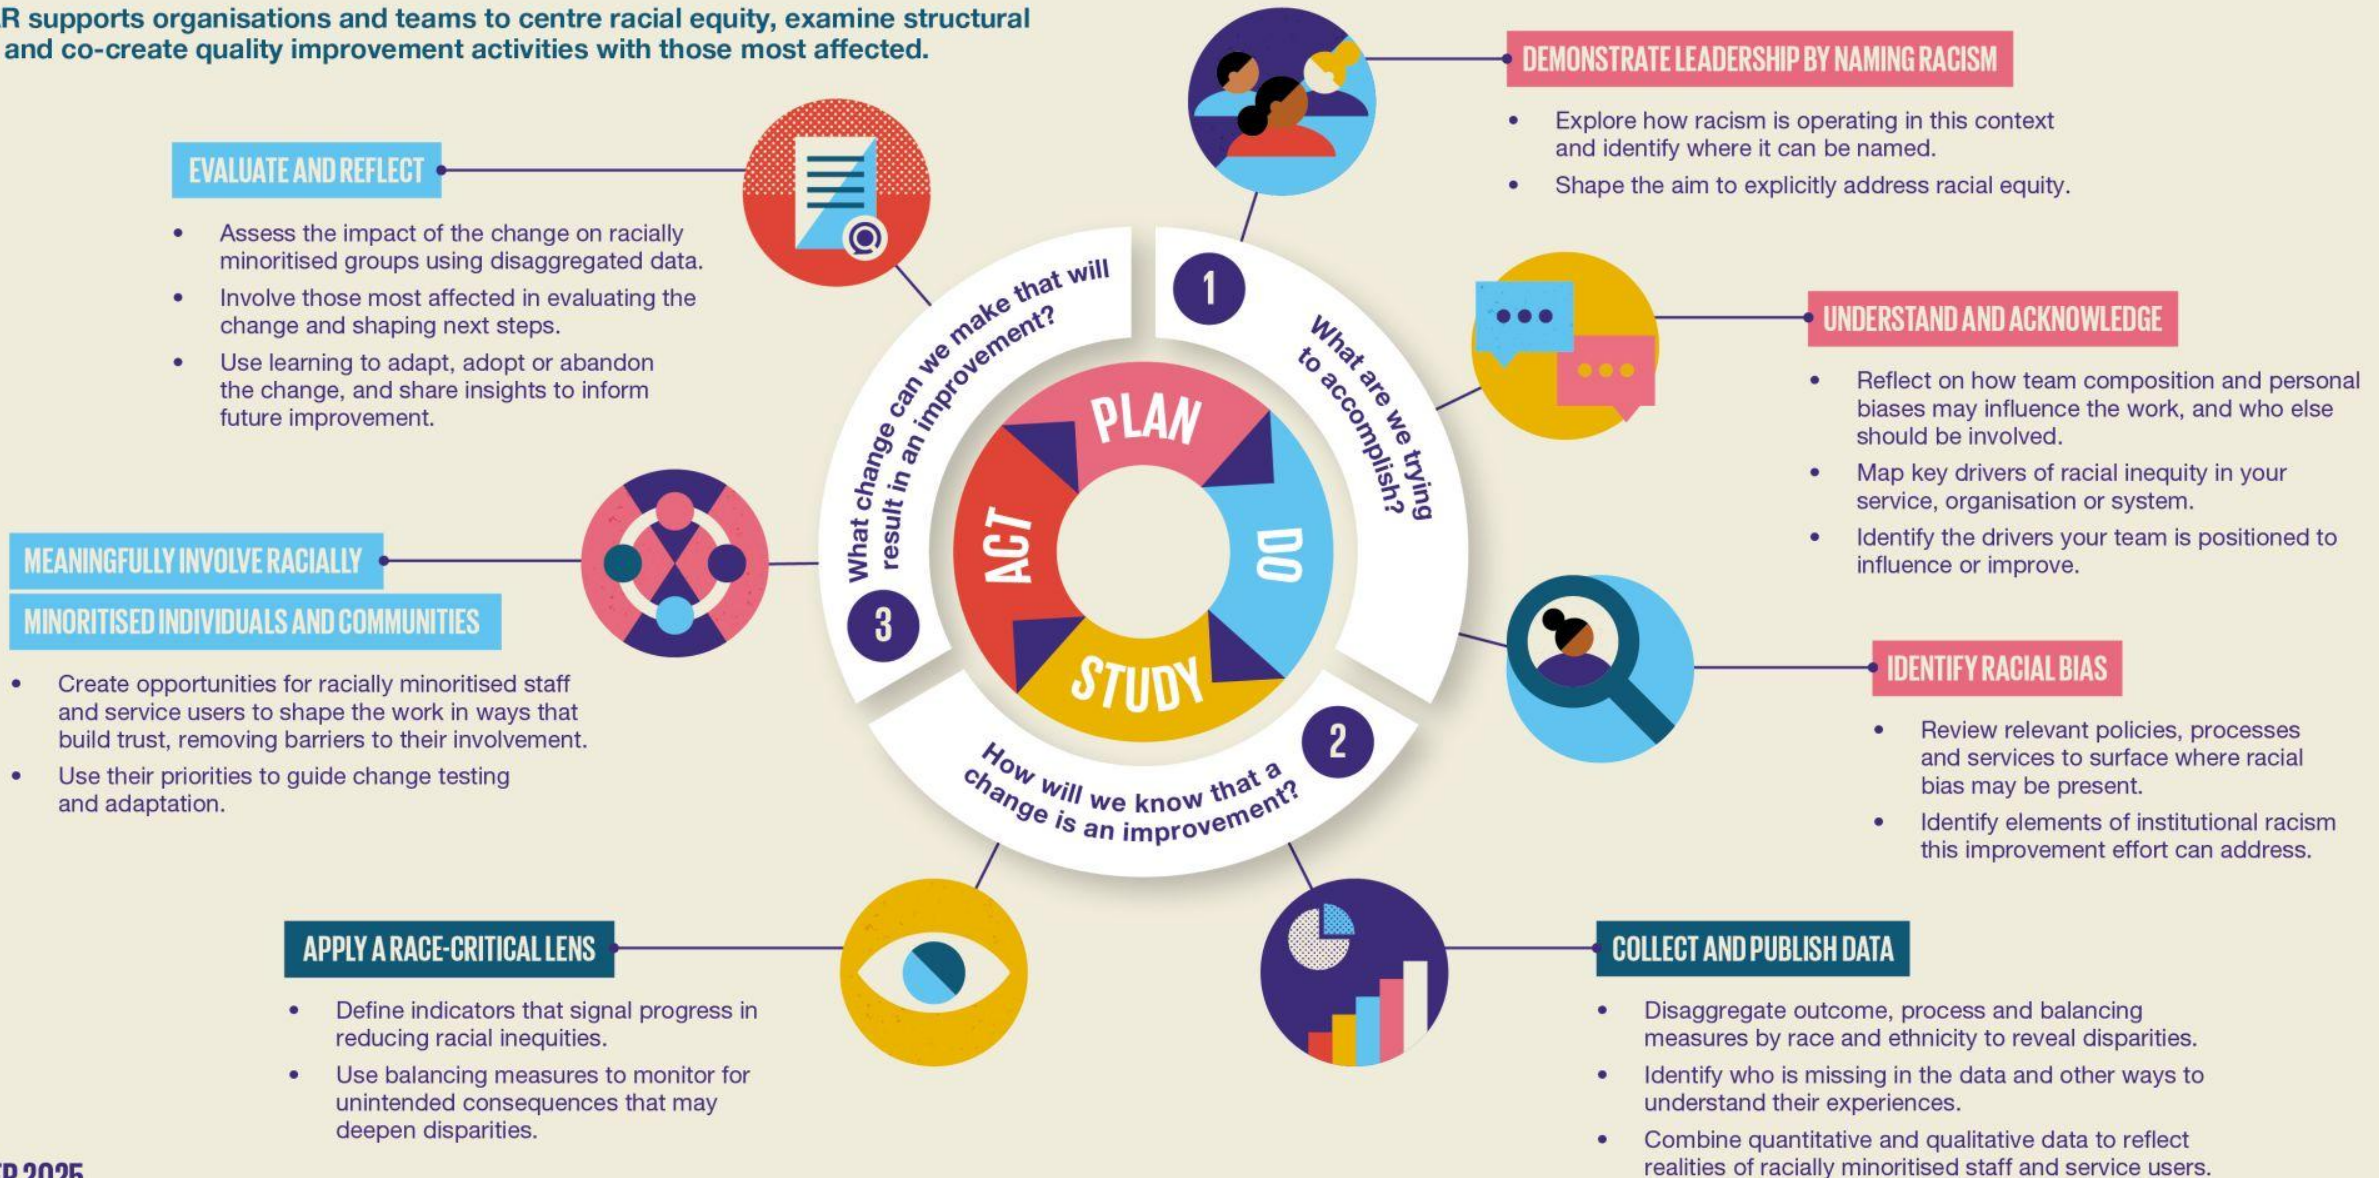 R supports organisations and teams to centre racial equity, examine structural
and co-create quality improvement activities with those most affected.
DEMONSTRATE LEADERSHIP BY NAMING RACISM
• Explore how racism is operating in this context
and identify where it can be named.
• Shape the aim to explicitly address racial equity.
UNDERSTAND AND ACKNOWLEDGE
• Reflect on how team composition and personal
biases may influence the work, and who else
should be involved.
• Map key drivers of racial inequity in your
service, organisation or system.
• Identify the drivers your team is positioned to
influence or improve.
IDENTIFY RACIAL BIAS
• Review relevant policies, processes
and services to surface where racial
bias may be present.
• Identify elements of institutional racism
this improvement effort can address.
COLLECT AND PUBLISH DATA
• Disaggregate outcome, process and balancing
measures by race and ethnicity to reveal disparities.
• Identify who is missing in the data and other ways to
understand their experiences.
• Combine quantitative and qualitative data to reflect
realities of racially minoritised staff and service users.
APPLY A RACE-CRITICAL LENS
• Define indicators that signal progress in
reducing racial inequities.
• Use balancing measures to monitor for
unintended consequences that may
deepen disparities.
MEANINGFULLY INVOLVE RACIALLY
MINORITISED INDIVIDUALS AND COMMUNITIES
• Create opportunities for racially minoritised staff
and service users to shape the work in ways that
build trust, removing barriers to their involvement.
• Use their priorities to guide change testing
and adaptation.
EVALUATE AND REFLECT
• Assess the impact of the change on racially
minoritised groups using disaggregated data.
• Involve those most affected in evaluating the
change and shaping next steps.
• Use learning to adapt, adopt or abandon
the change, and share insights to inform
future improvement.
1
What are we trying
to accomplish?
2
How will we know that a
change is an improvement?
3
What change can we make that will
result in an improvement?
PLAN
DO
STUDY
ACT
2025